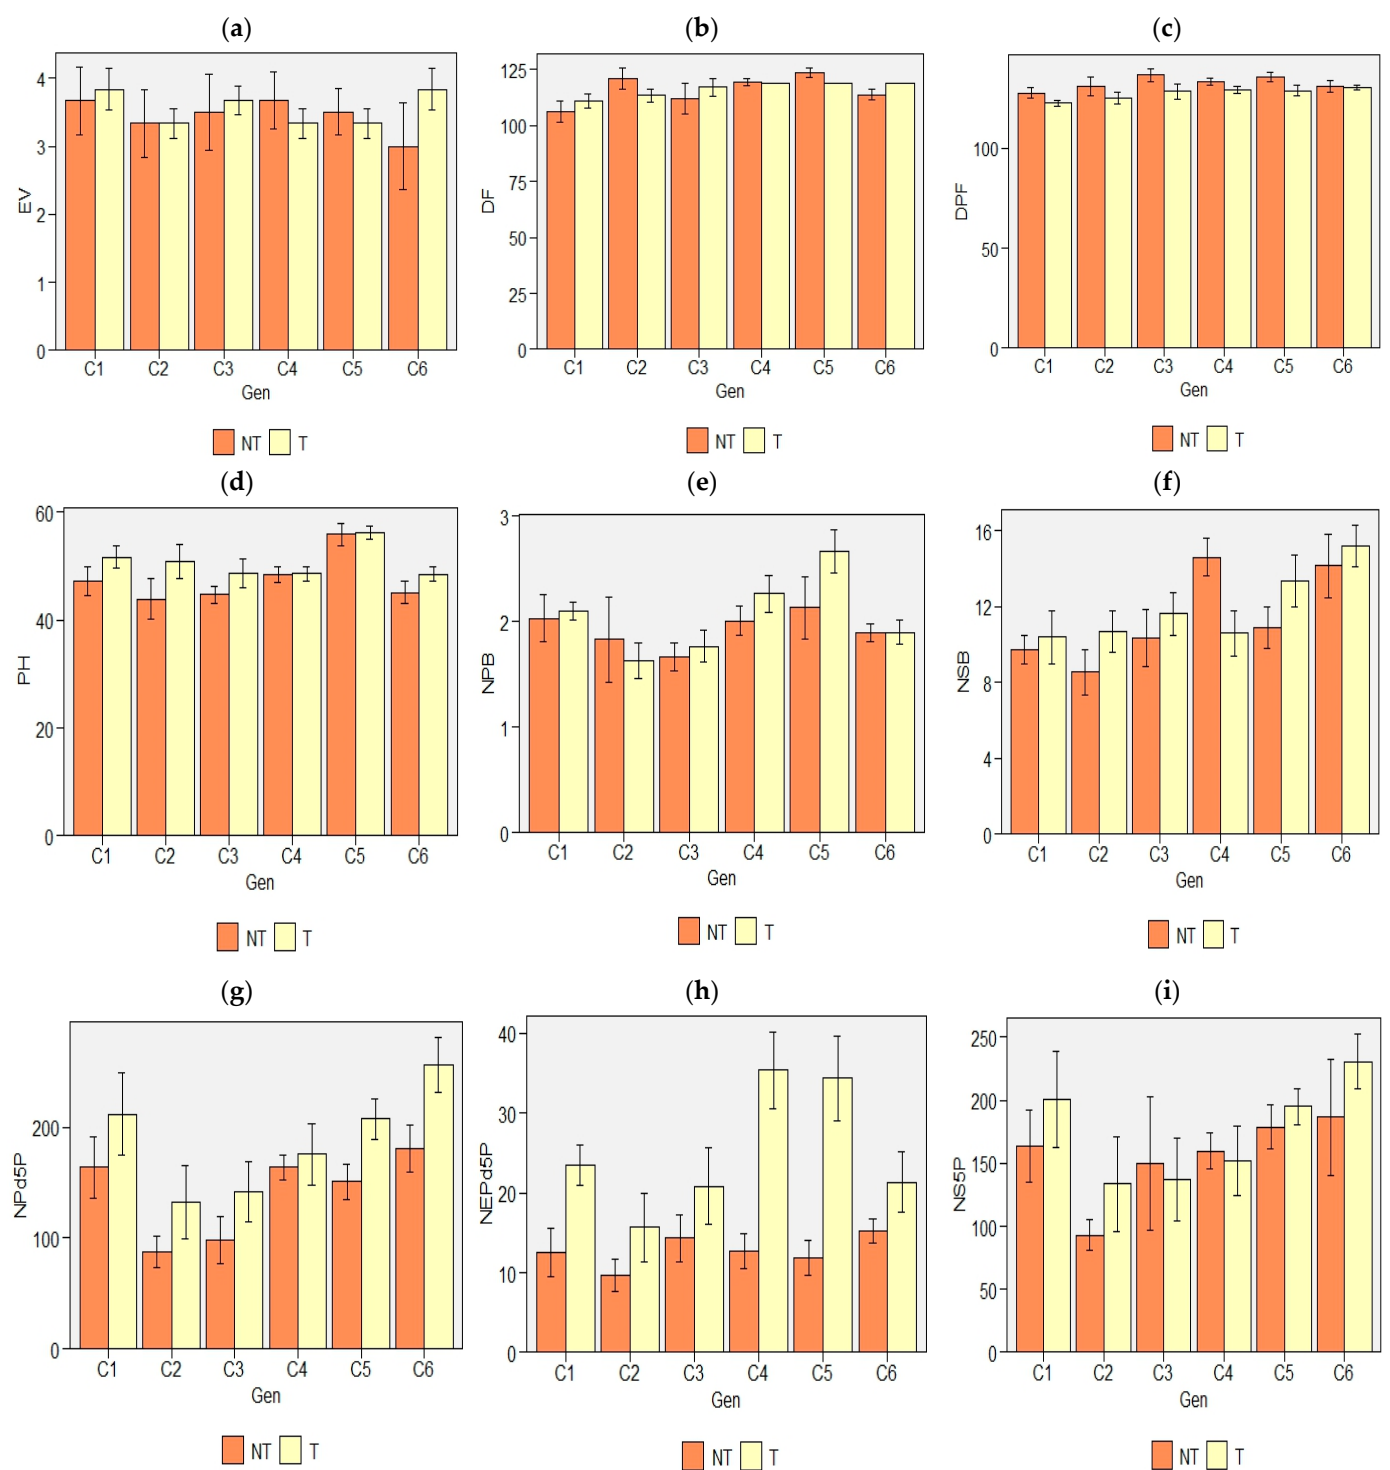 (a) (b) (c)
EV
4
3
2
1
0
C1 C2 C3 C4 C5 C6
Gen
NT T
DF
125
100
75
50
25
0
C1 C2 C3 C4 C5 C6
Gen
NT T
DPF
100
50
0
C1 C2 C3 C4 C5 C6
Gen
NT T
(d) (e) (f)
PH
60
40
20
0
C1 C2 C3 C4 C5 C6
Gen
NT T
NPB
3
2
1
0
C1 C2 C3 C4 C5 C6
Gen
NT T
NSB
16
12
8
4
0
C1 C2 C3 C4 C5 C6
Gen
NT T
(g) (h) (i)
NPd5P
200
100
0
C1 C2 C3 C4 C5 C6
Gen
NT T
NEPd5P
40
30
20
10
0
C1 C2 C3 C4 C5 C6
Gen
NT T
NS5P
250
200
150
100
50
0
C1 C2 C3 C4 C5 C6
Gen
NT T